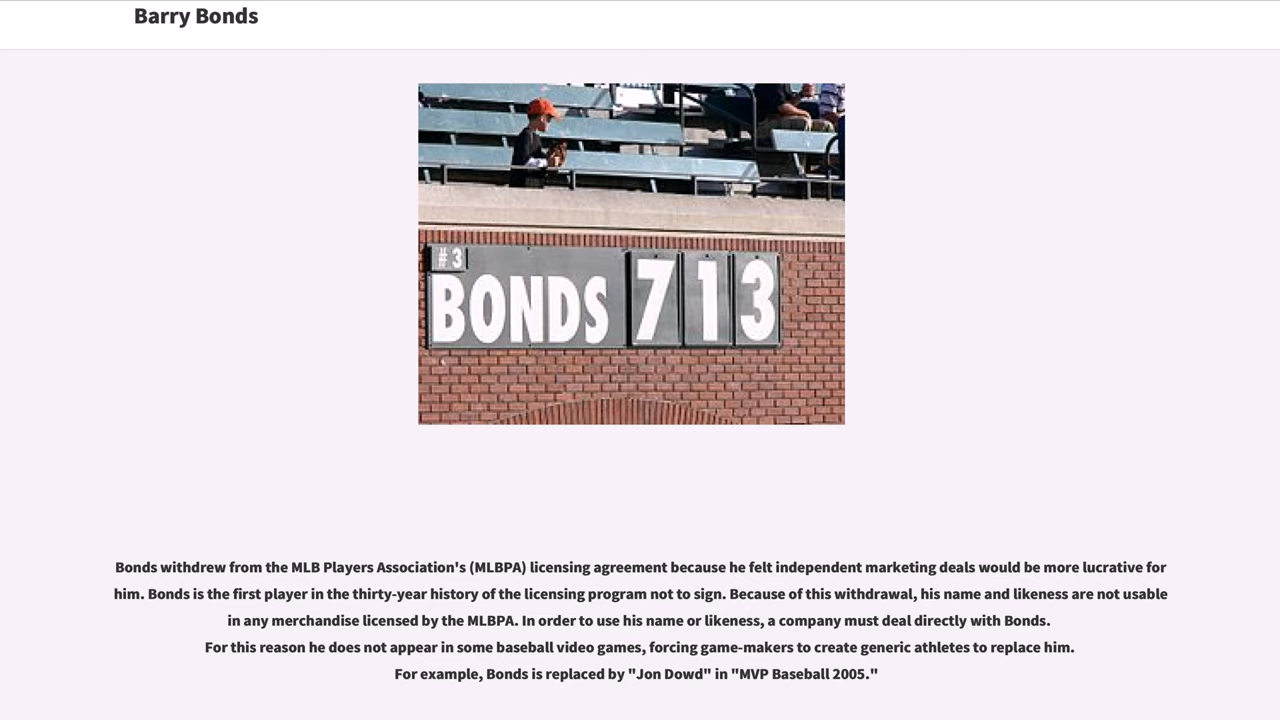 Barry Bonds
# 3
BONDS 713
Bonds withdrew from the MLB Players Association's (MLBPA) licensing agreement because he felt independent marketing deals would be more lucrative for
him. Bonds is the first player in the thirty-year history of the licensing program not to sign. Because of this withdrawal, his name and likeness are not usable
in any merchandise licensed by the MLBPA. In order to use his name or likeness, a company must deal directly with Bonds.
For this reason he does not appear in some baseball video games, forcing game-makers to create generic athletes to replace him.
For example, Bonds is replaced by "Jon Dowd" in "MVP Baseball 2005."